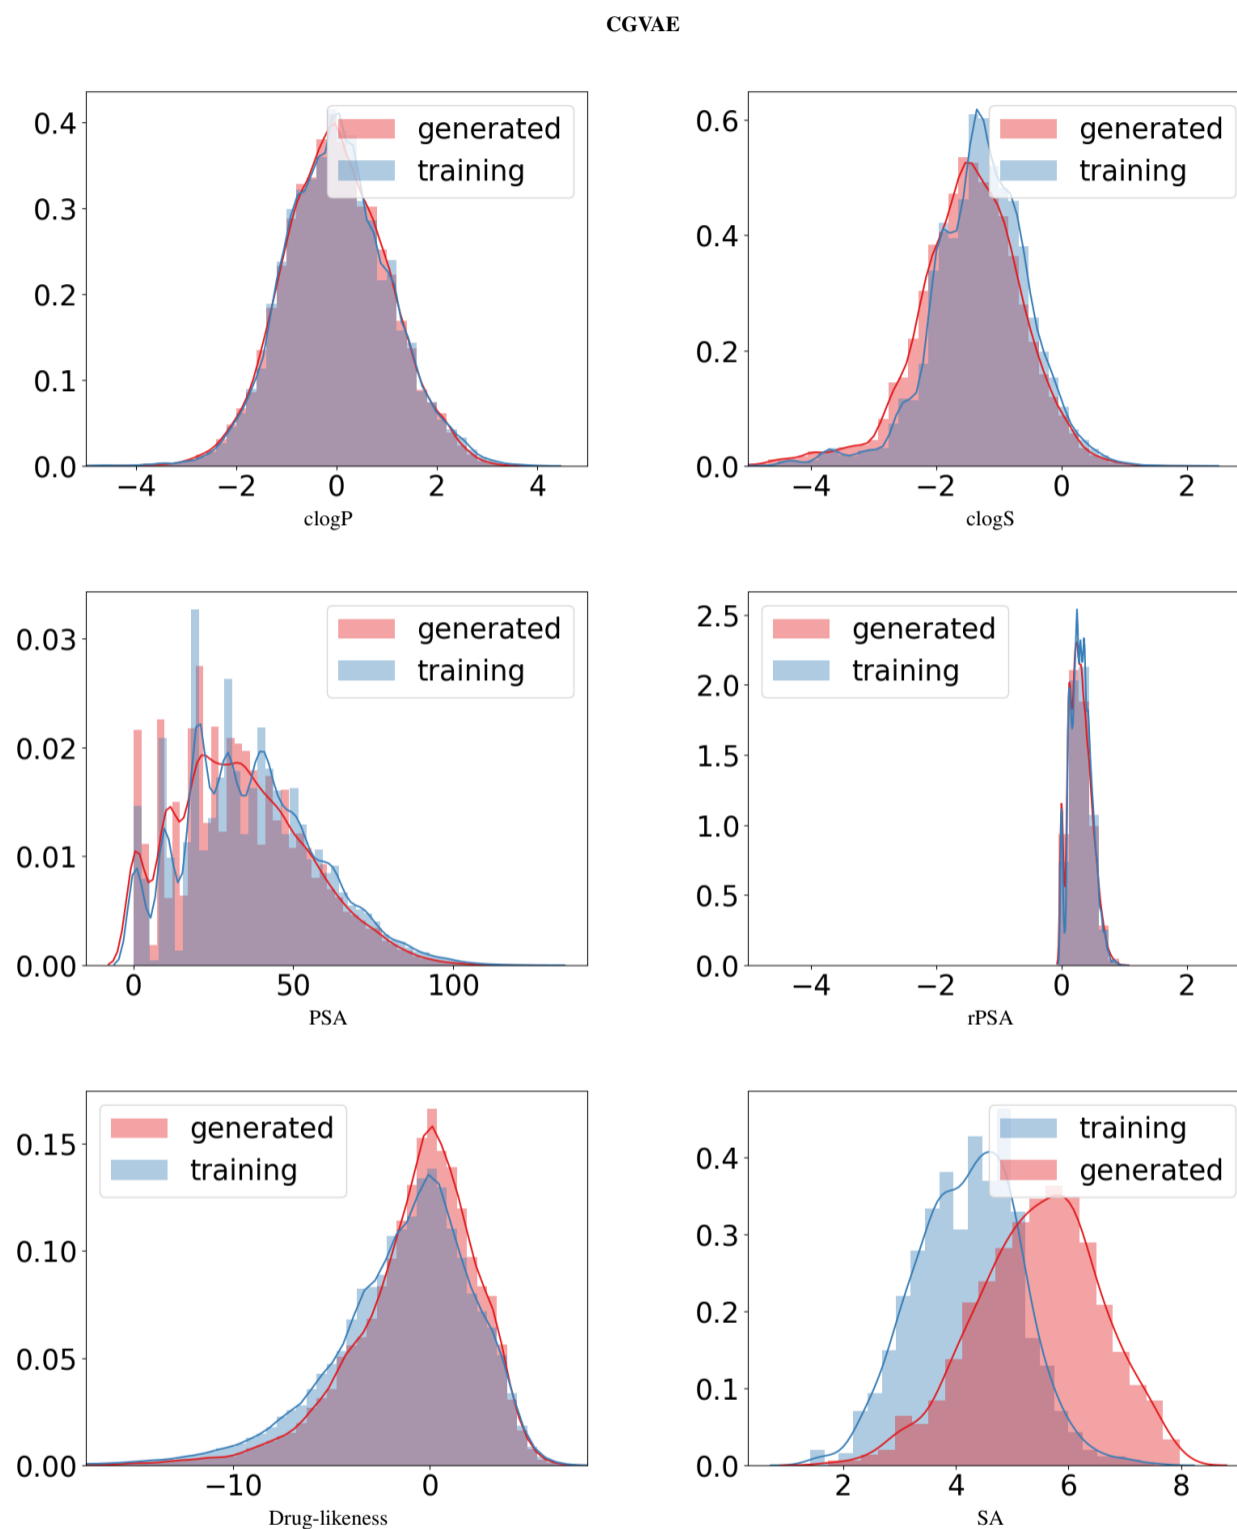 CGVAE
generated
training
0.4
0.3
0.2
0.1
0.0
−4 −2 0 2 4
clogP
generated
training
0.6
0.4
0.2
0.0
−4 −2 0 2
clogS
generated
training
0.03
0.02
0.01
0.00
0 50 100
PSA
generated
training
2.5
2.0
1.5
1.0
0.5
0.0
−4 −2 0 2
rPSA
generated
training
0.15
0.10
0.05
0.00
−10 0
Drug-likeness
training
generated
0.4
0.3
0.2
0.1
0.0
2 4 6 8
SA